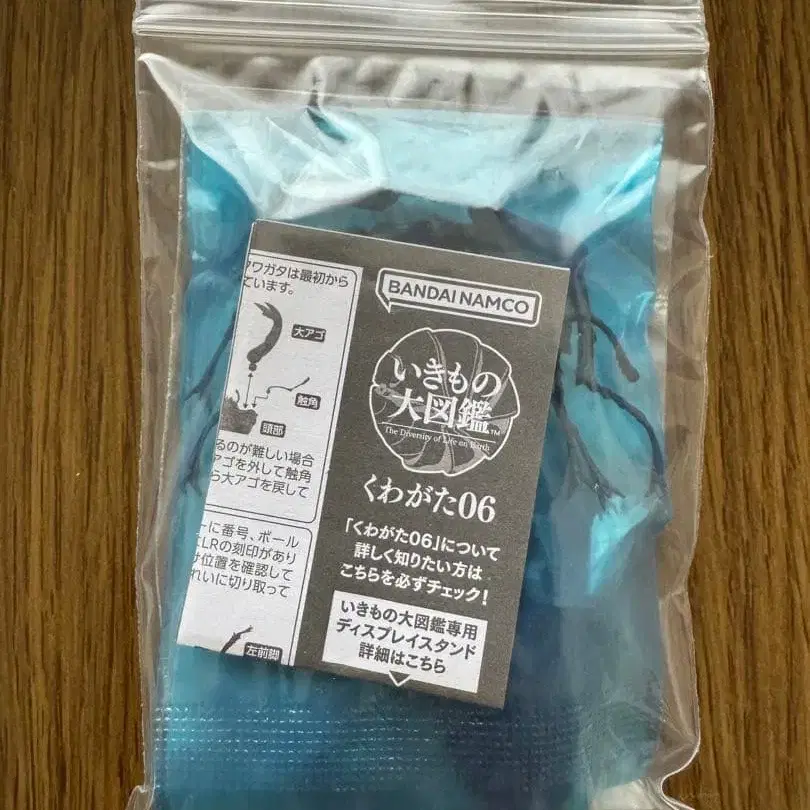 ワガタは最初から
ています。
大アゴ
触角
頭部
るのが難しい場合
アゴを外して触角
ら大アゴを戻して
ーに番号、ボール
はLRの刻印があり
け位置を確認して
れいに切り取って
左前脚
BANDAI NAMCO
いきもの
大図鑑™
The Diversity of Life on Earth
くわがた06
「くわがた06」について
詳しく知りたい方は
こちらを必ずチェック!
いきもの大図鑑専用
ディスプレイスタンド
詳細はこちら